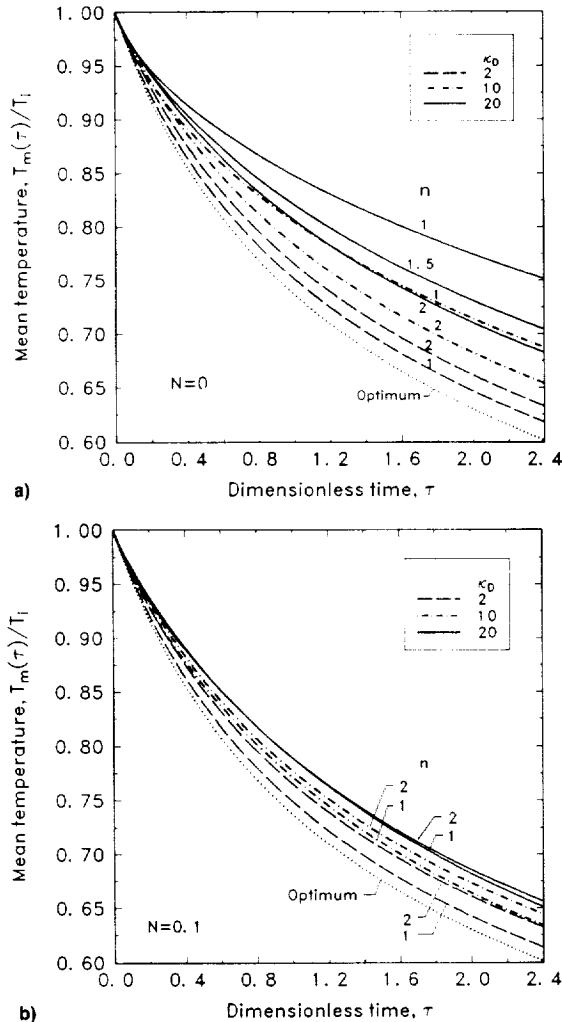 1.00
0.95
0.90
0.85
0.80
0.75
0.70
0.65
0.60
Mean temperature, T_m(τ)/T_i
κ_D
2
10
20
n
1
1.5
1
2
2
2
1
Optimum
N=0
0.0 0.4 0.8 1.2 1.6 2.0 2.4
a) Dimensionless time, τ
1.00
0.95
0.90
0.85
0.80
0.75
0.70
0.65
0.60
Mean temperature, T_m(τ)/T_i
κ_D
2
10
20
n
2
1
2
1
Optimum
2
1
N=0.1
0.0 0.4 0.8 1.2 1.6 2.0 2.4
b) Dimensionless time, τ